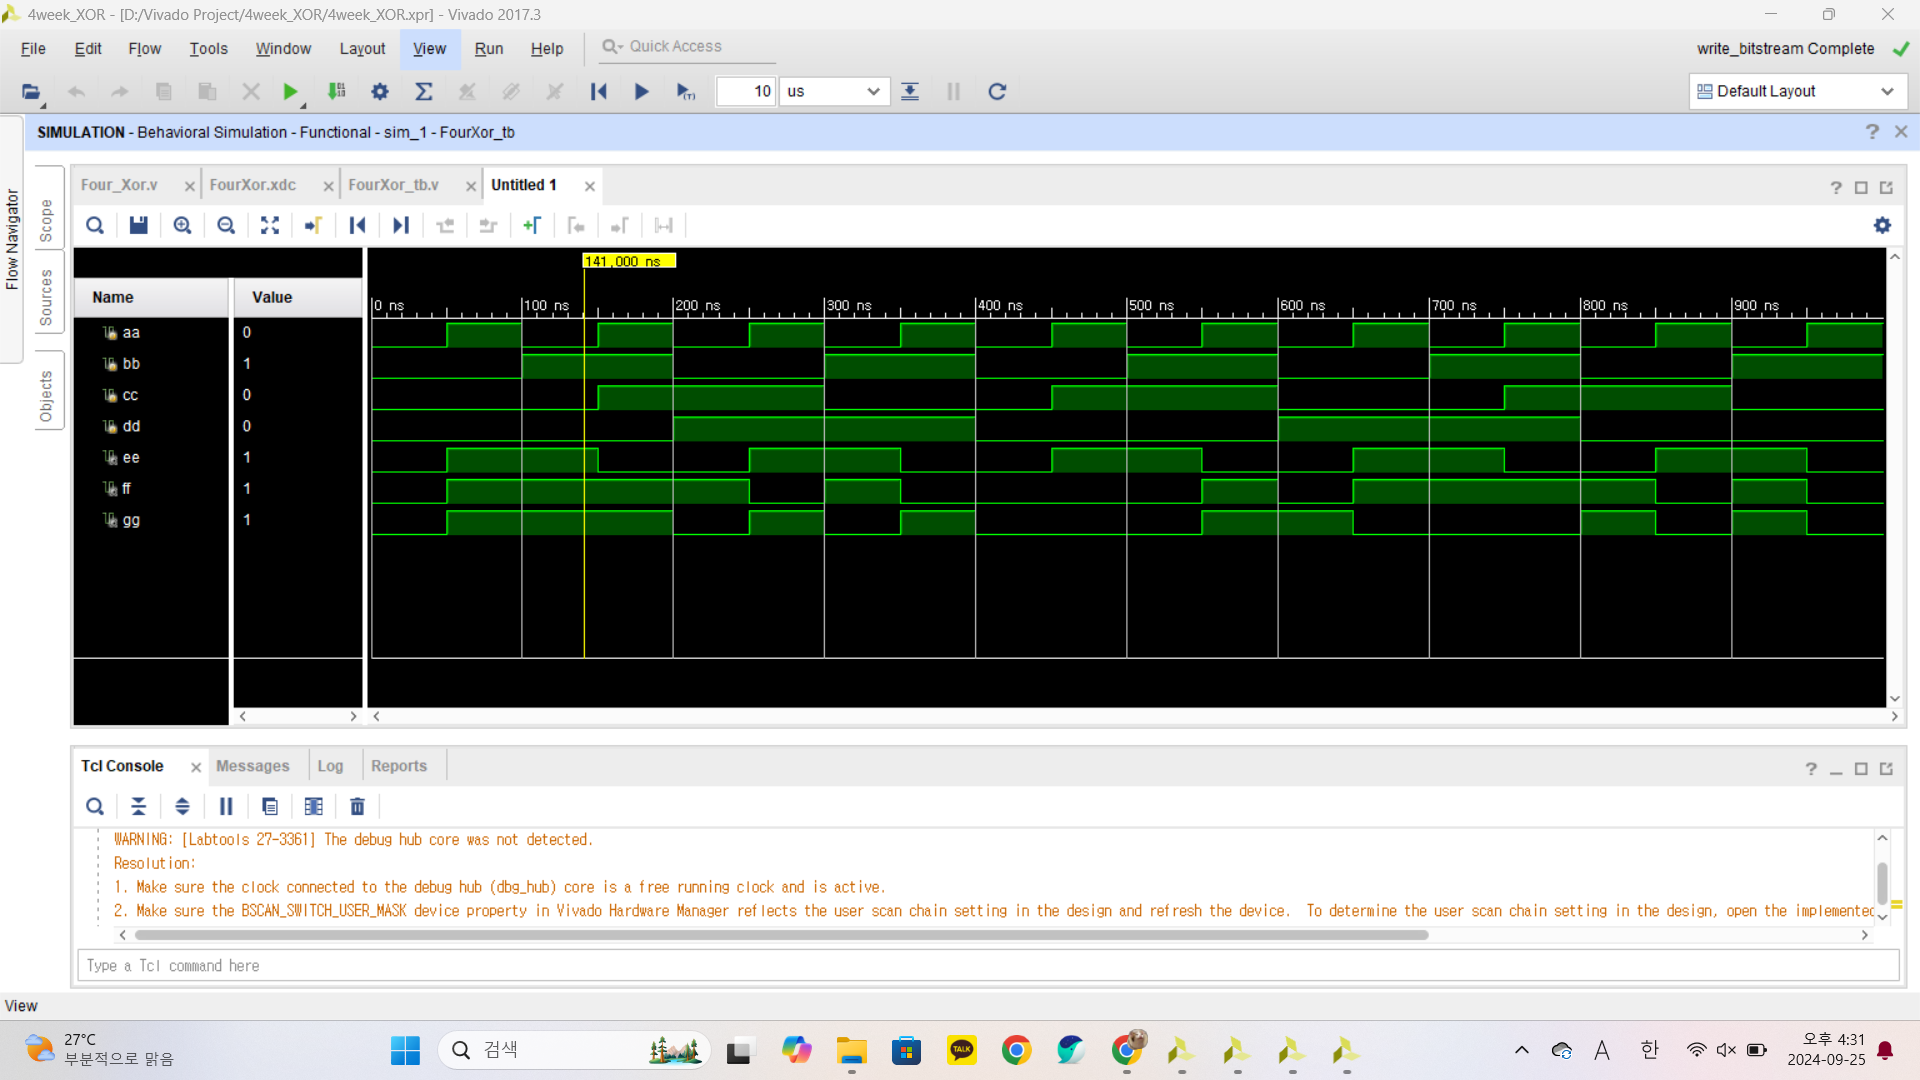 4week_XOR - [D:/Vivado Project/4week_XOR/4week_XOR.xpr] - Vivado 2017.3
File Edit Flow Tools Window Layout View Run Help Quick Access
write_bitstream Complete
10 us
Default Layout
SIMULATION - Behavioral Simulation - Functional - sim_1 - FourXor_tb
Flow Navigator
Scope
Sources
Objects
Four_Xor.v FourXor.xdc FourXor_tb.v Untitled 1
141,000 ns
Name Value
0 ns 100 ns 200 ns 300 ns 400 ns 500 ns 600 ns 700 ns 800 ns 900 ns
aa 0
bb 1
cc 0
dd 0
ee 1
ff 1
gg 1
Tcl Console Messages Log Reports
WARNING: [Labtools 27-3361] The debug hub core was not detected.
Resolution:
1. Make sure the clock connected to the debug hub (dbg_hub) core is a free running clock and is active.
2. Make sure the BSCAN_SWITCH_USER_MASK device property in Vivado Hardware Manager reflects the user scan chain setting in the design and refresh the device.  To determine the user scan chain setting in the design, open the implemented
Type a Tcl command here
View
27°C
부분적으로 맑음
검색
TALK
A 한
오후 4:31
2024-09-25